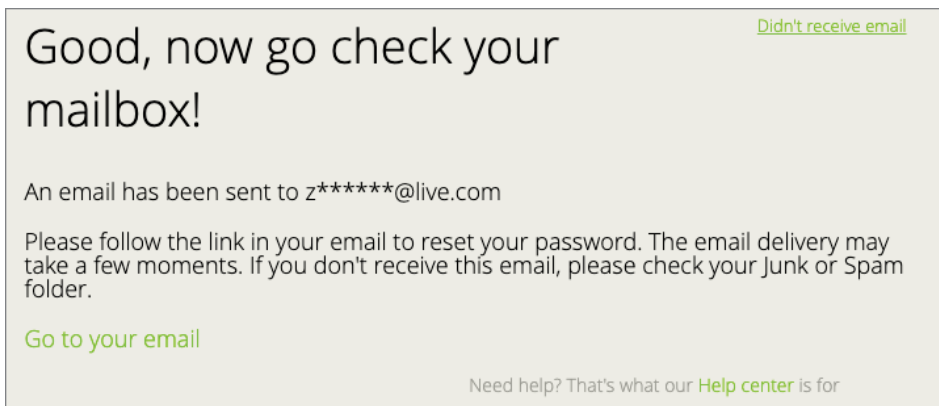 Didn't receive email
Good, now go check your
mailbox!
An email has been sent to z******@live.com
Please follow the link in your email to reset your password. The email delivery may
take a few moments. If you don't receive this email, please check your Junk or Spam
folder.
Go to your email
Need help? That's what our Help center is for